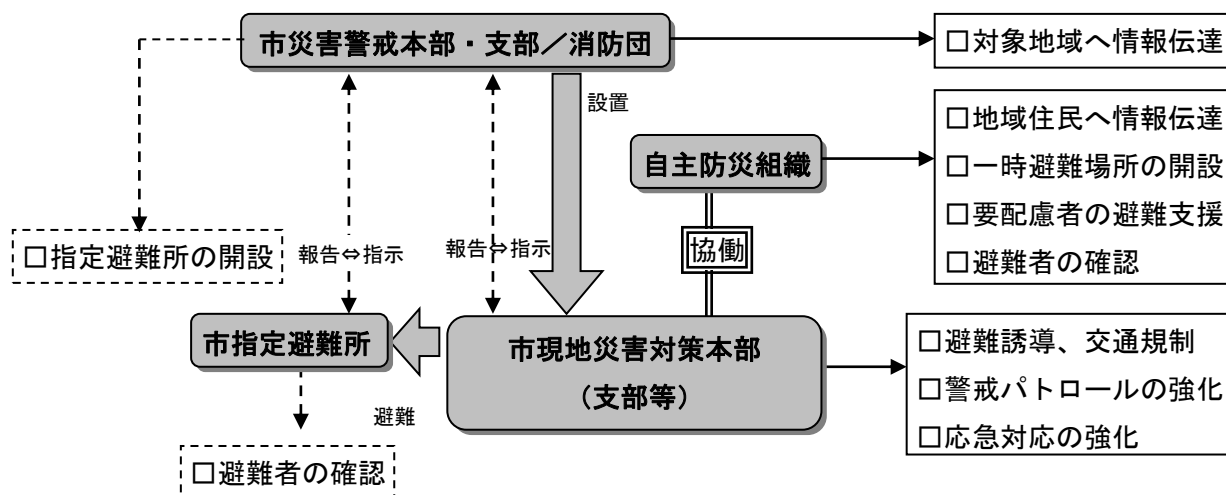 市災害警戒本部・支部／消防団
□対象地域へ情報伝達
設置
□地域住民へ情報伝達
□一時避難場所の開設
□要配慮者の避難支援
□避難者の確認
自主防災組織
協働
□指定避難所の開設
報告⇔指示
報告⇔指示
市指定避難所
市現地災害対策本部
（支部等）
□避難誘導、交通規制
□警戒パトロールの強化
□応急対応の強化
避難
□避難者の確認